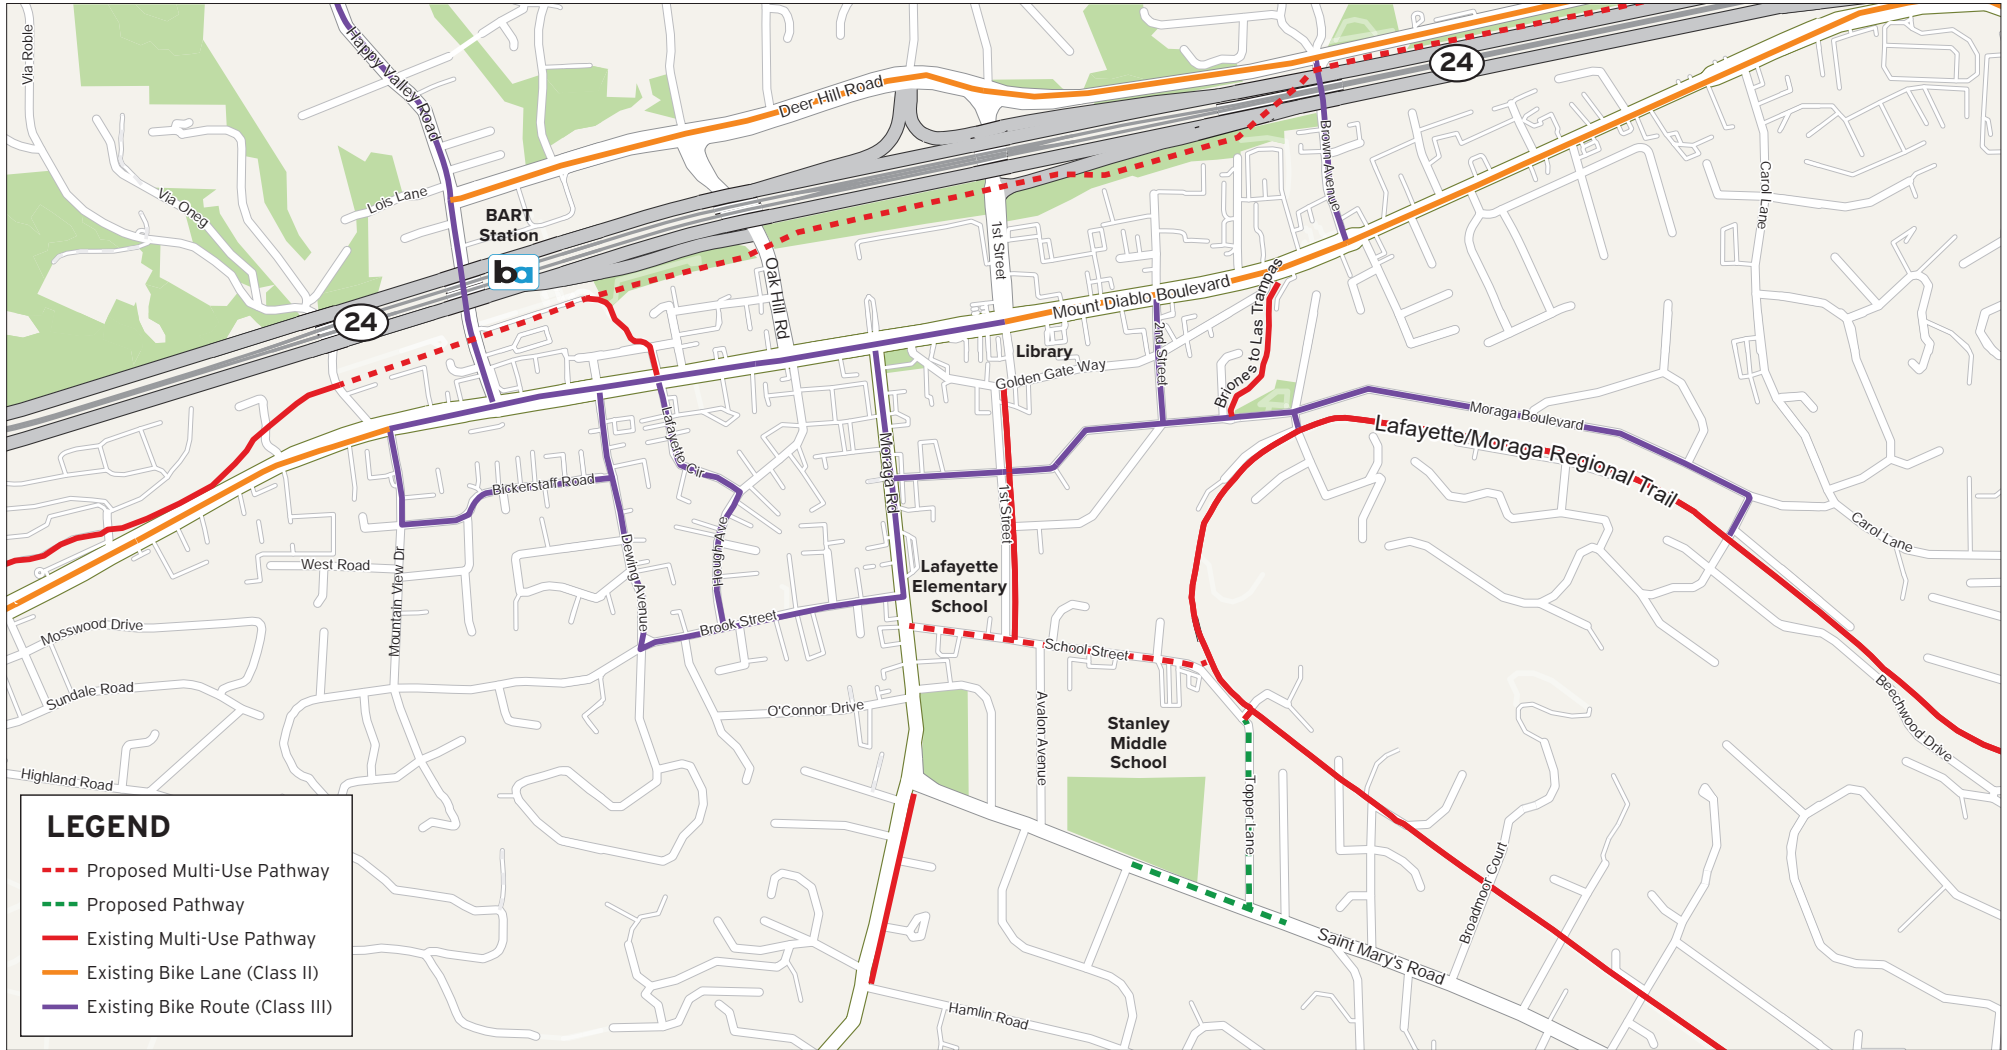 Via Roble
Happy Valley Road
Deer Hill Road
24
Brown Avenue
Carol Lane
Via Oneg
Lois Lane
BART
Station
ba
Oak Hill Rd
1st Street
24
Mount Diablo Boulevard
Briones to Las Trampas
2nd Street
Library
Golden Gate Way
Lafayette Cir
Moraga Rd
Moraga Boulevard
Lafayette/Moraga Regional Trail
Bickerstaff Road
1st Street
Carol Lane
Hough Ave
Dewing Avenue
Mountain View Dr
West Road
Lafayette
Elementary
School
Mosswood Drive
Brook Street
School Street
Sundale Road
O'Connor Drive
Avalon Avenue
Stanley
Middle
School
Beechwood Drive
Highland Road
Topper Lane
Broadmoor Court
Saint Mary's Road
Hamlin Road
LEGEND
Proposed Multi-Use Pathway
Proposed Pathway
Existing Multi-Use Pathway
Existing Bike Lane (Class II)
Existing Bike Route (Class III)